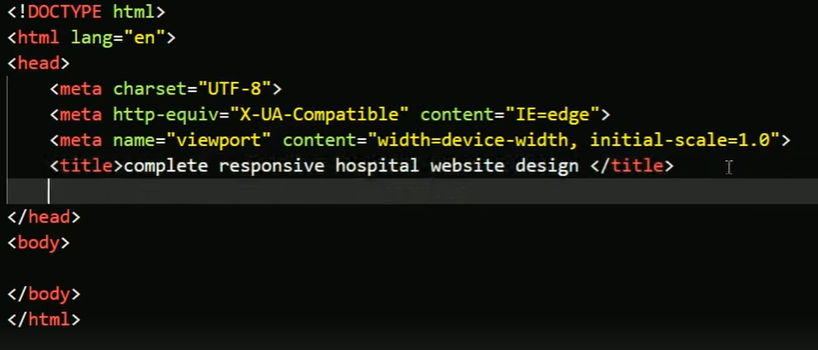 <!DOCTYPE html>
<html lang="en">
<head>
    <meta charset="UTF-8">
    <meta http-equiv="X-UA-Compatible" content="IE=edge">
    <meta name="viewport" content="width=device-width, initial-scale=1.0">
    <title>complete responsive hospital website design </title>
</head>
<body>
</body>
</html>